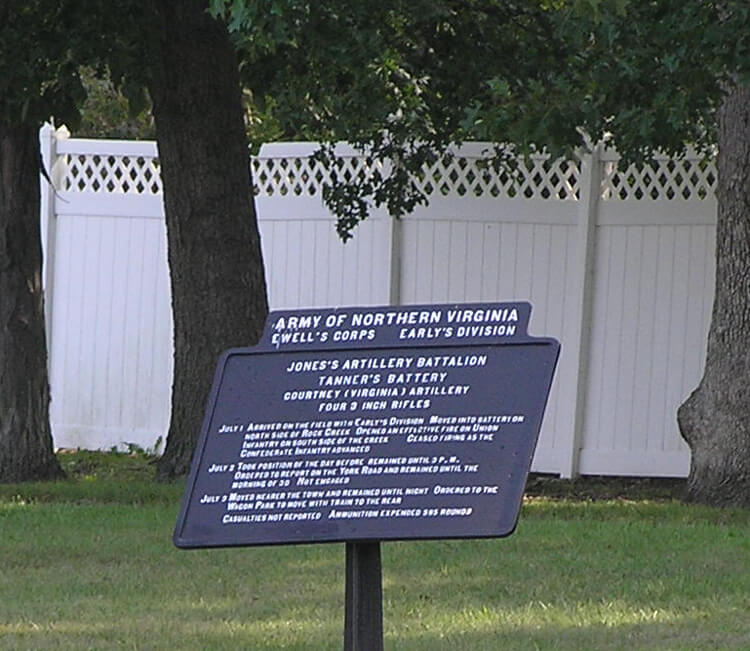 ARMY OF NORTHERN VIRGINIA
EWELL'S CORPS EARLY'S DIVISION
JONES'S ARTILLERY BATTALION
TANNER'S BATTERY
COURTNEY (VIRGINIA) ARTILLERY
FOUR 3 INCH RIFLES
JULY 1 ARRIVED ON THE FIELD WITH EARLY'S DIVISION MOVED INTO BATTERY ON
NORTH SIDE OF ROCK CREEK OPENED AN EFFECTIVE FIRE ON UNION
INFANTRY ON SOUTH SIDE OF THE CREEK CEASED FIRING AS THE
CONFEDERATE INFANTRY ADVANCED
JULY 2 TOOK POSITION OF THE DAY BEFORE REMAINED UNTIL 3 P. M.
ORDERED TO REPORT ON THE YORK ROAD AND REMAINED UNTIL THE
MORNING OF 3D NOT ENGAGED
JULY 3 MOVED NEARER THE TOWN AND REMAINED UNTIL NIGHT ORDERED TO THE
WAGON PARK TO MOVE WITH TRAIN TO THE REAR
CASUALTIES NOT REPORTED AMMUNITION EXPENDED 595 ROUNDS